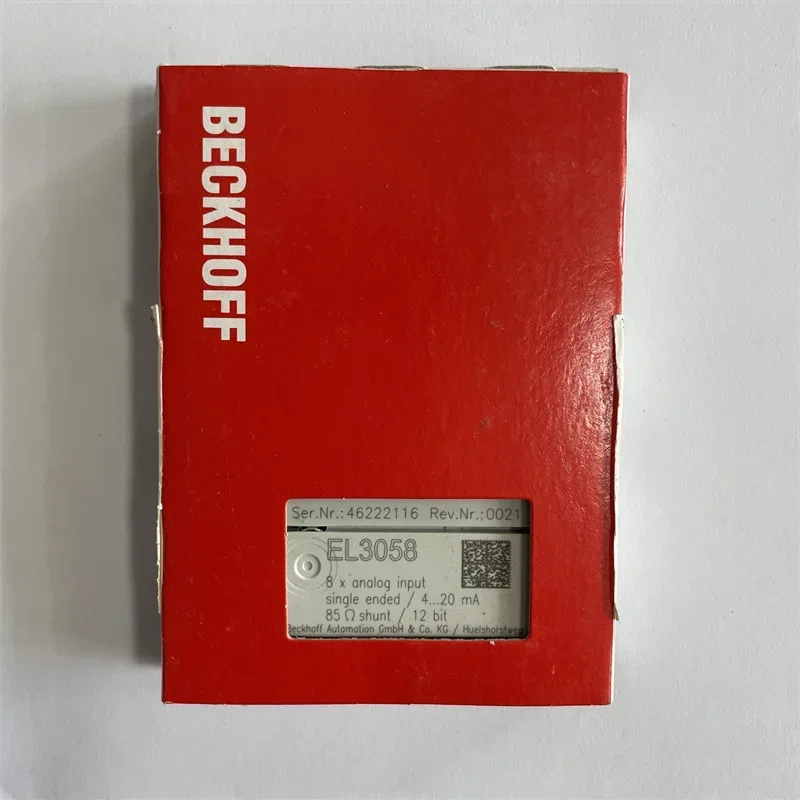 BECKHOFF
Ser.Nr.:46222116 Rev.Nr.:0021
EL3058
8 x analog input
single ended / 4...20 mA
85 Ω shunt / 12 bit
Beckhoff Automation GmbH & Co. KG / Huelshorstweg